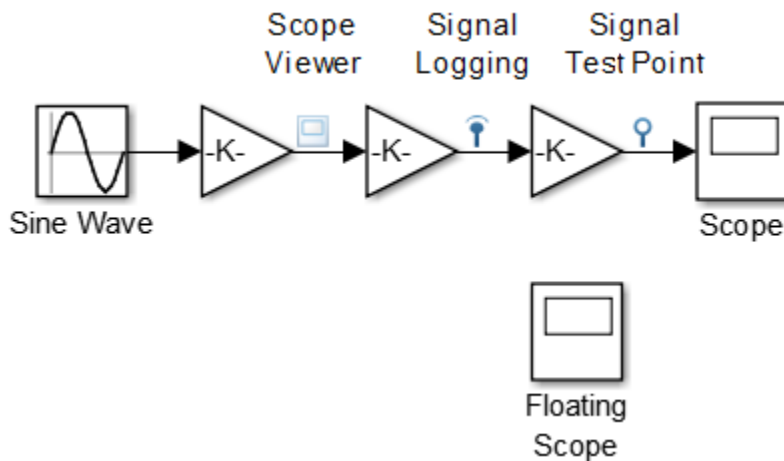 Scope
Viewer
Signal
Logging
Signal
Test Point
-K-
-K-
-K-
Sine Wave
Scope
Floating
Scope